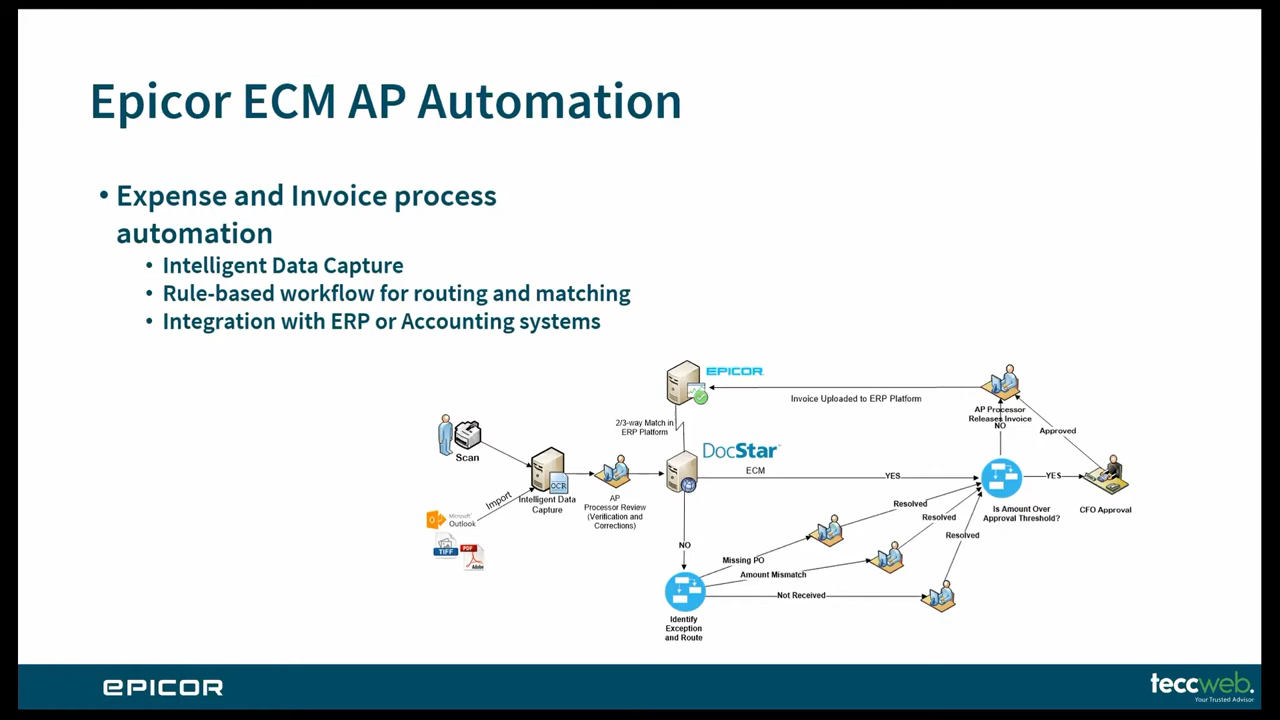 Epicor ECM AP Automation
• Expense and Invoice process
automation
• Intelligent Data Capture
• Rule-based workflow for routing and matching
• Integration with ERP or Accounting systems
EPICOR
Invoice Uploaded to ERP Platform
AP Processor
Releases Invoice
NO
Approved
2/3-way Match in
ERP Platform
DocStar™
ECM
Scan
OCR
Intelligent Data
Capture
Import
Microsoft®
Outlook
TIFF
PDF
Adobe
AP
Processor Review
(Verification and
Corrections)
YES
YES
Is Amount Over
Approval Threshold?
CFO Approval
Resolved
Resolved
Resolved
NO
Missing PO
Amount Mismatch
Not Received
Identify
Exception
and Route
EPICOR
teccweb.
Your Trusted Advisor